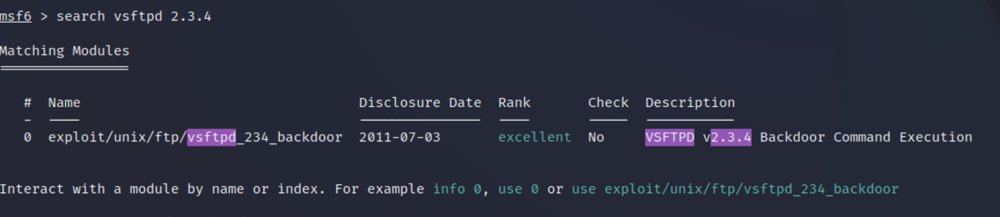 msf6 > search vsftpd 2.3.4
Matching Modules
================
# Name Disclosure Date Rank Check Description
- ---- --------------- ---- ----- -----------
0 exploit/unix/ftp/vsftpd_234_backdoor 2011-07-03 excellent No VSFTPD v2.3.4 Backdoor Command Execution
Interact with a module by name or index. For example info 0, use 0 or use exploit/unix/ftp/vsftpd_234_backdoor